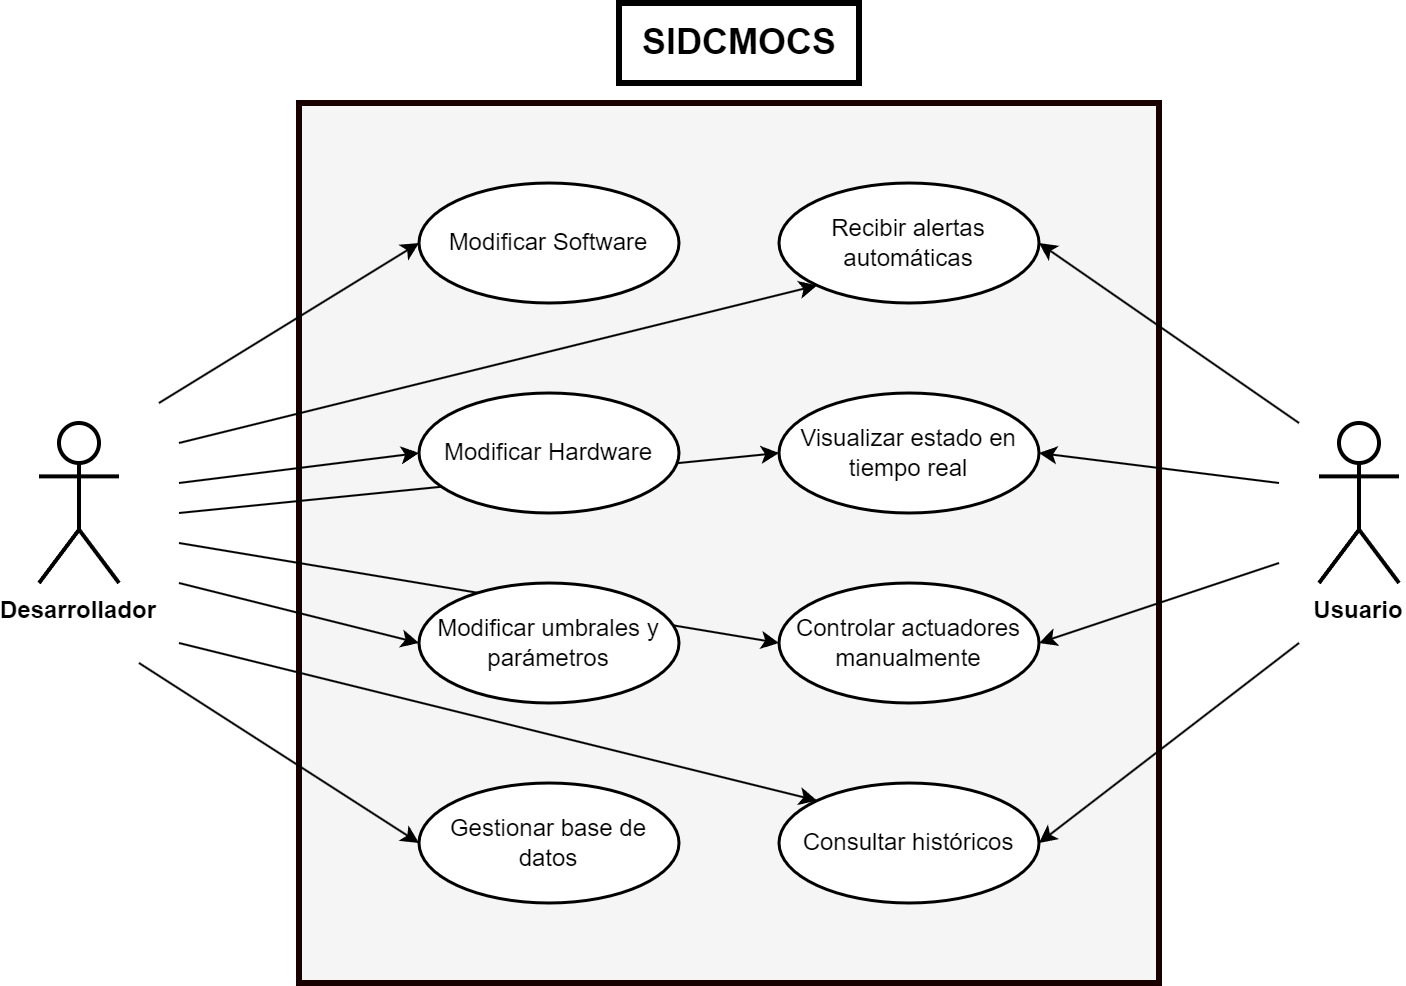 SIDCMOCS
Modificar Software
Recibir alertas
automáticas
Modificar Hardware
Visualizar estado en
tiempo real
Desarrollador
Usuario
Modificar umbrales y
parámetros
Controlar actuadores
manualmente
Gestionar base de
datos
Consultar históricos